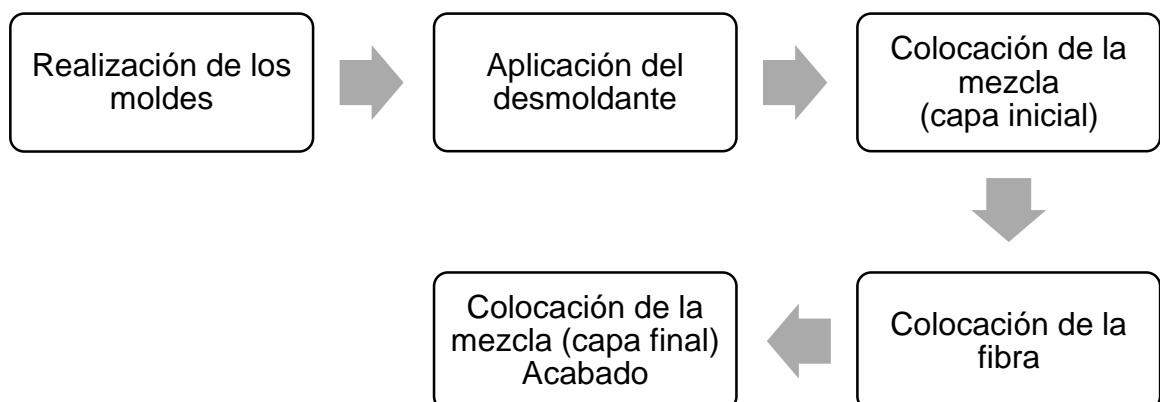 Realización de los
moldes
Aplicación del
desmoldante
Colocación de la
mezcla
(capa inicial)
Colocación de la
fibra
Colocación de la
mezcla (capa final)
Acabado